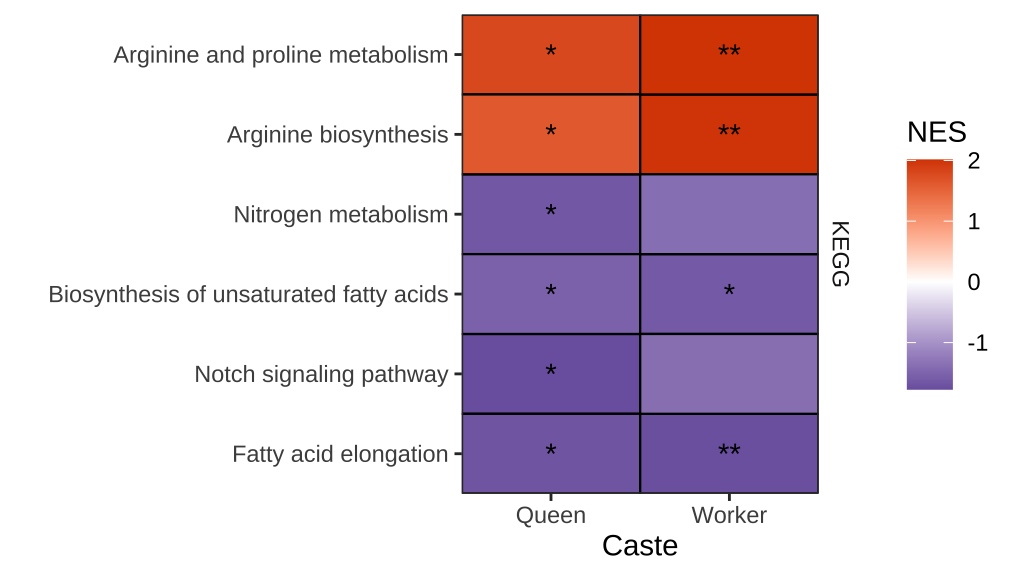 Arginine and proline metabolism
* **
Arginine biosynthesis
* **
Nitrogen metabolism
*
Biosynthesis of unsaturated fatty acids
* *
Notch signaling pathway
*
Fatty acid elongation
* **
Queen Worker
Caste
KEGG
NES
2
1
0
-1